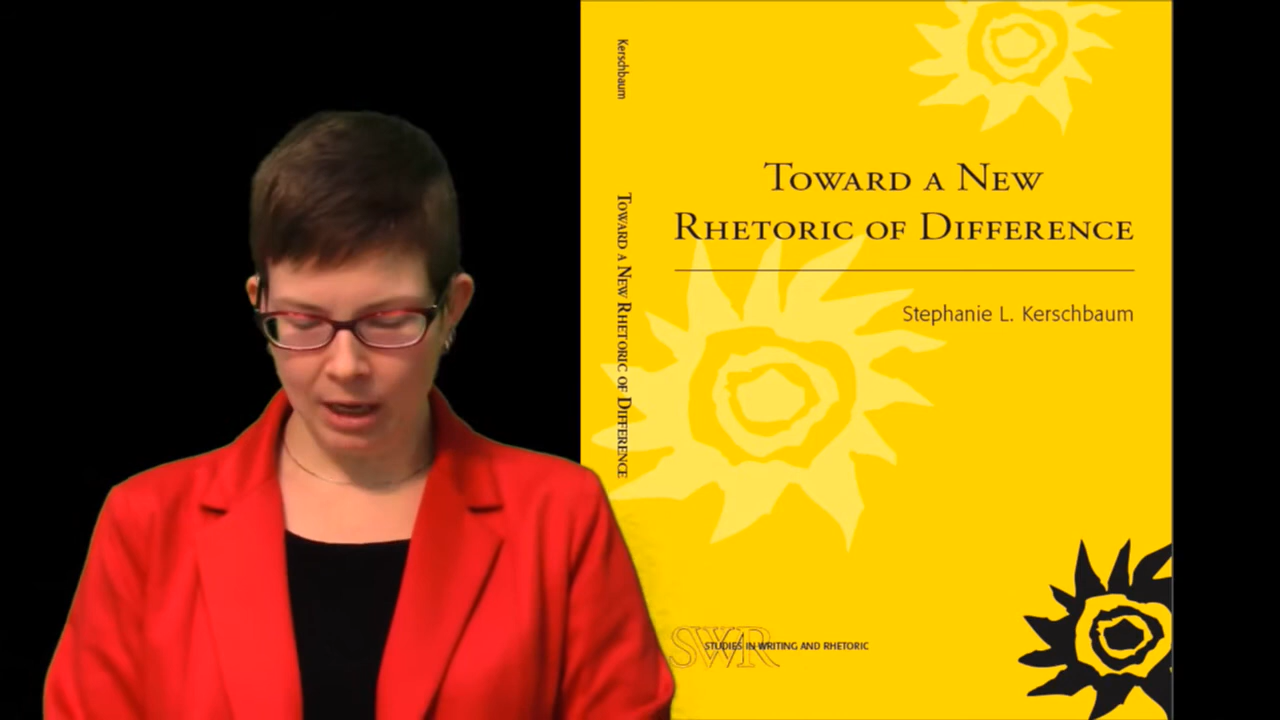 Kerschbaum
TOWARD A NEW RHETORIC OF DIFFERENCE
TOWARD A NEW
RHETORIC OF DIFFERENCE
Stephanie L. Kerschbaum
SWR
STUDIES IN WRITING AND RHETORIC